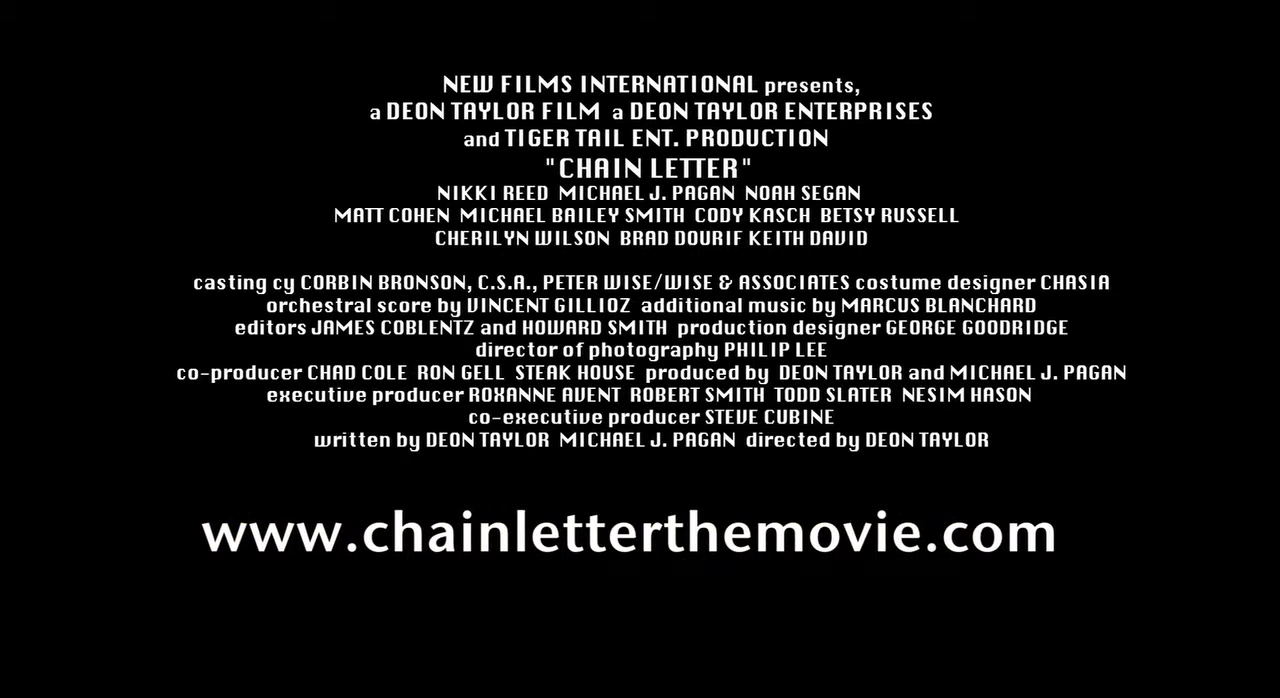 NEW FILMS INTERNATIONAL presents,
a DEON TAYLOR FILM a DEON TAYLOR ENTERPRISES
and TIGER TAIL ENT. PRODUCTION
"CHAIN LETTER"
NIKKI REED MICHAEL J. PAGAN NOAH SEGAN
MATT COHEN MICHAEL BAILEY SMITH CODY KASCH BETSY RUSSELL
CHERILYN WILSON BRAD DOURIF KEITH DAVID
casting cy CORBIN BRONSON, C.S.A., PETER WISE/WISE & ASSOCIATES costume designer CHASIA
orchestral score by VINCENT GILLIOZ additional music by MARCUS BLANCHARD
editors JAMES COBLENTZ and HOWARD SMITH production designer GEORGE GOODRIDGE
director of photography PHILIP LEE
co-producer CHAD COLE RON GELL STEAK HOUSE produced by DEON TAYLOR and MICHAEL J. PAGAN
executive producer ROXANNE AVENT ROBERT SMITH TODD SLATER NESIM HASON
co-executive producer STEVE CUBINE
written by DEON TAYLOR MICHAEL J. PAGAN directed by DEON TAYLOR
www.chainletterthemovie.com